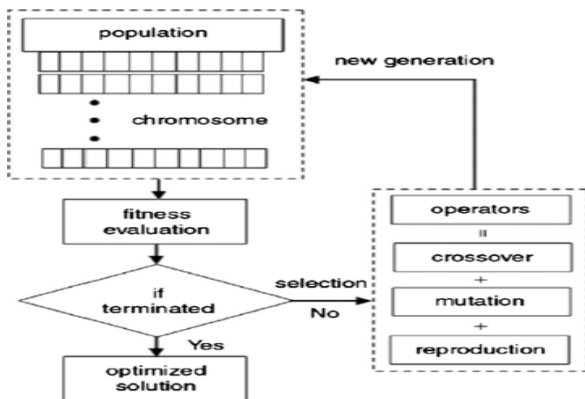 population
new generation
chromosome
fitness
evaluation
operators
=
crossover
+
mutation
+
reproduction
if
terminated
selection
No
Yes
optimized
solution